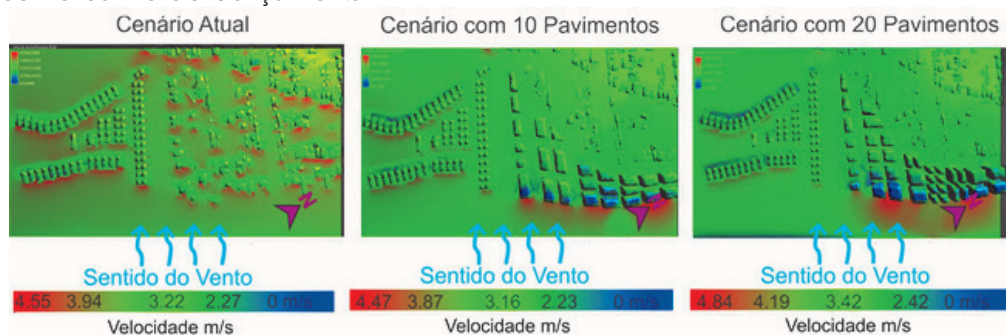 Cenário Atual
Cenário com 10 Pavimentos
Cenário com 20 Pavimentos
N
N
N
Sentido do Vento
Sentido do Vento
Sentido do Vento
4.55 3.94 3.22 2.27 0 m/s
4.47 3.87 3.16 2.23 0 m/s
4.84 4.19 3.42 2.42 0 m/s
Velocidade m/s
Velocidade m/s
Velocidade m/s